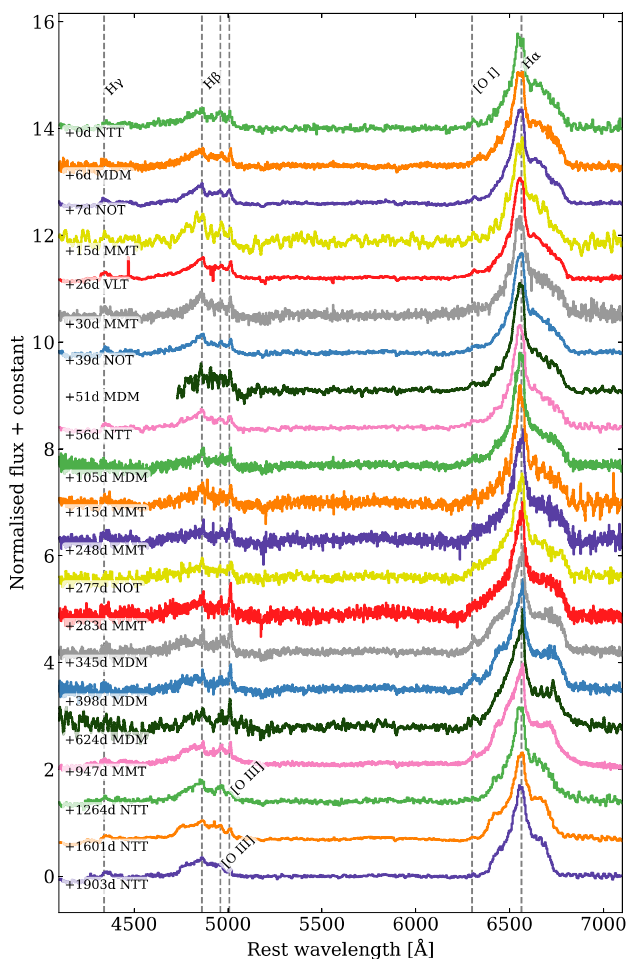 16
14
12
10
8
6
4
2
0
Normalised flux + constant
Hγ
Hβ
[O I]
Hα
+0d NTT
+6d MDM
+7d NOT
+15d MMT
+26d VLT
+30d MMT
+39d NOT
+51d MDM
+56d NTT
+105d MDM
+115d MMT
+248d MMT
+277d NOT
+283d MMT
+345d MDM
+398d MDM
+624d MDM
+947d MMT
[O III]
+1264d NTT
+1601d NTT
[O III]
+1903d NTT
4500 5000 5500 6000 6500 7000
Rest wavelength [Å]